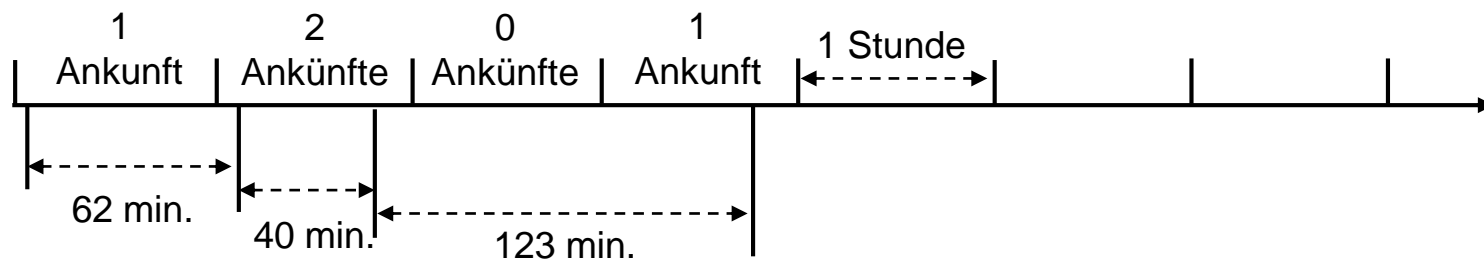 1
Ankunft
2
Ankünfte
0
Ankünfte
1
Ankunft
1 Stunde
62 min.
40 min.
123 min.